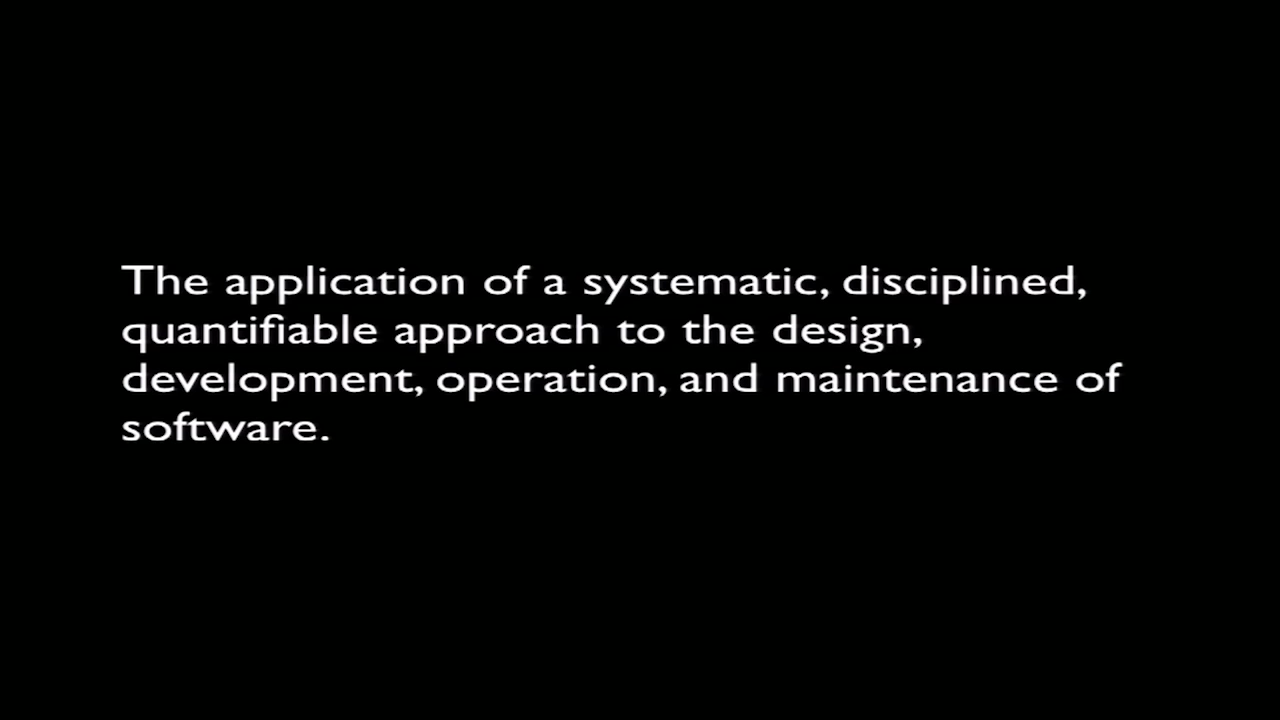 The application of a systematic, disciplined,
quantifiable approach to the design,
development, operation, and maintenance of
software.